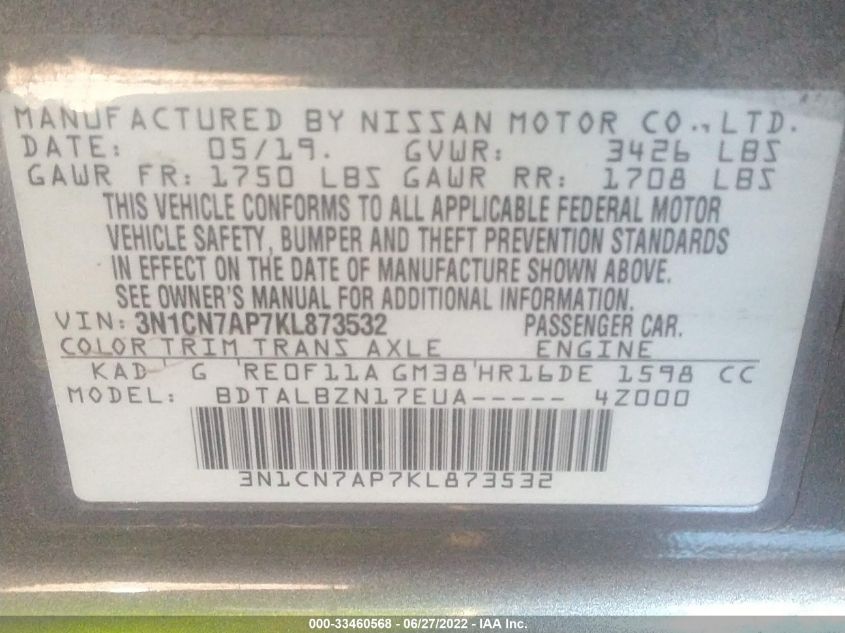 MANUFACTURED BY NISSAN MOTOR CO., LTD.
DATE: 05/19. GVWR: 3426 LBS
GAWR FR: 1750 LBS GAWR RR: 1708 LBS
THIS VEHICLE CONFORMS TO ALL APPLICABLE FEDERAL MOTOR
VEHICLE SAFETY, BUMPER AND THEFT PREVENTION STANDARDS
IN EFFECT ON THE DATE OF MANUFACTURE SHOWN ABOVE.
SEE OWNER'S MANUAL FOR ADDITIONAL INFORMATION.
VIN: 3N1CN7AP7KL873532 PASSENGER CAR.
COLOR TRIM TRANS AXLE ENGINE
KAD G RE0F11A GM38 HR16DE 1598 CC
MODEL: BDTALBZN17EUA----- 4Z000
3N1CN7AP7KL873532
000-33460568 - 06/27/2022 - IAA Inc.